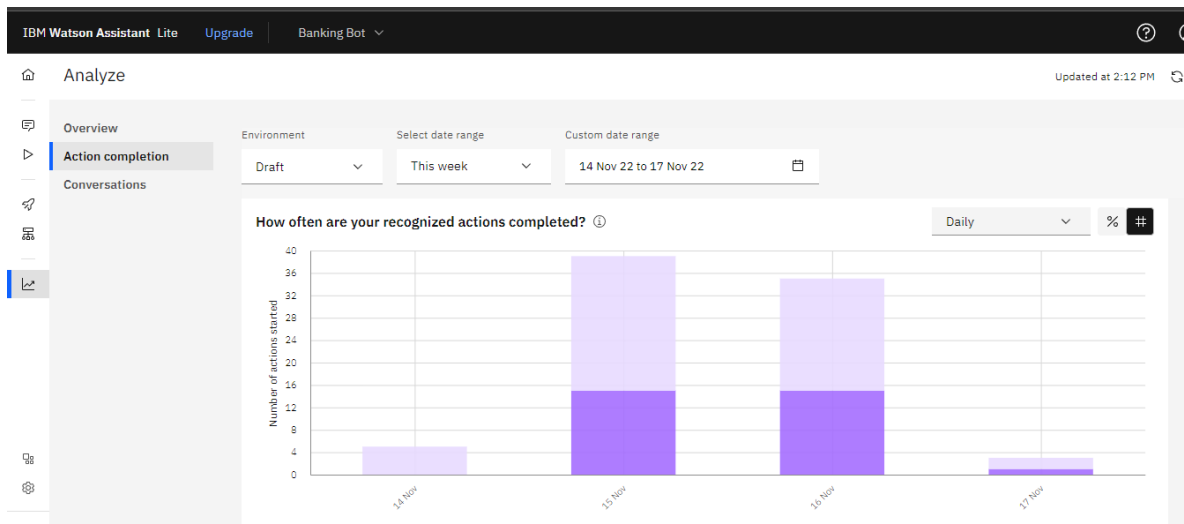 IBM Watson Assistant Lite Upgrade Banking Bot
Analyze
Updated at 2:12 PM
Overview
Action completion
Conversations
Environment Select date range Custom date range
Draft This week 14 Nov 22 to 17 Nov 22
How often are your recognized actions completed?
Daily % #
Number of actions started
40
36
32
28
24
20
16
12
8
4
0
14 Nov 15 Nov 16 Nov 17 Nov